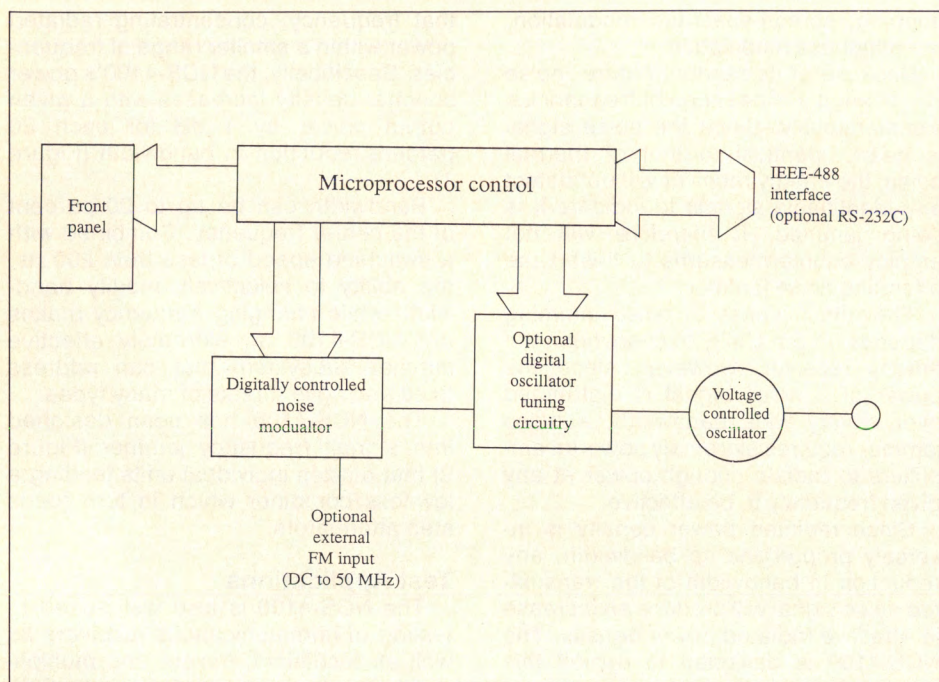 Front
panel
Microprocessor control
IEEE-488
interface
(optional RS-232C)
Digitally controlled
noise
modualtor
Optional
digital
oscillator
tuning
circuitry
Voltage
controlled
oscillator
Optional
external
FM input
(DC to 50 MHz)